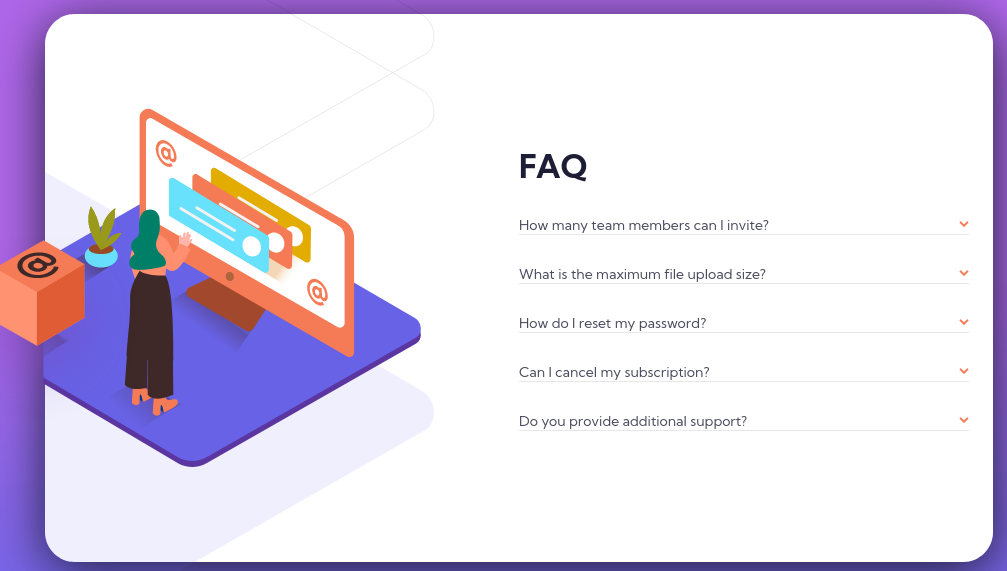 @
@
@
FAQ
How many team members can I invite?
What is the maximum file upload size?
How do I reset my password?
Can I cancel my subscription?
Do you provide additional support?